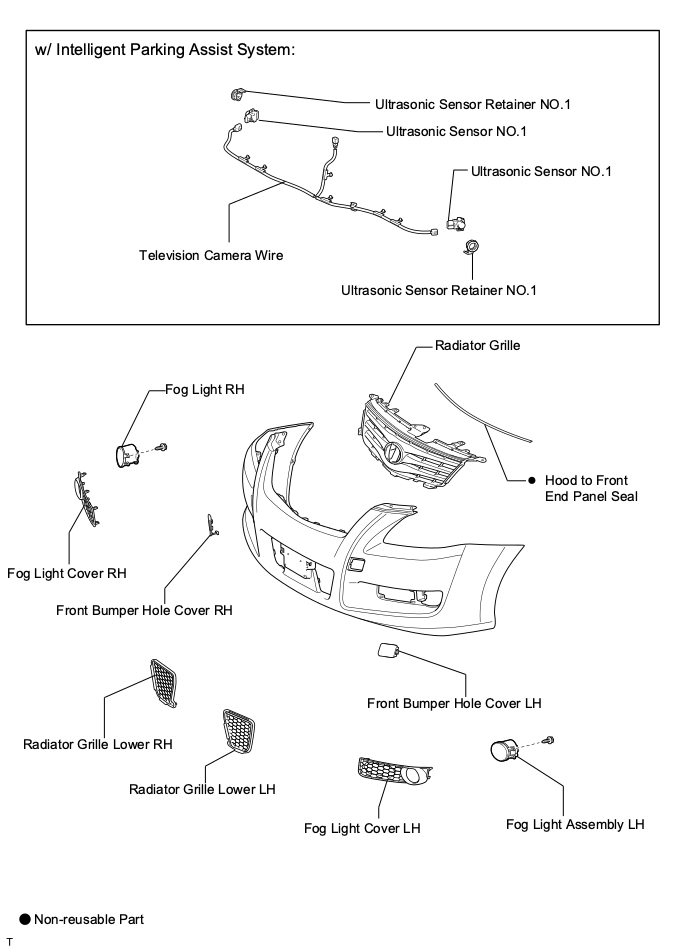 w/ Intelligent Parking Assist System:
Ultrasonic Sensor Retainer NO.1
Ultrasonic Sensor NO.1
Ultrasonic Sensor NO.1
Television Camera Wire
Ultrasonic Sensor Retainer NO.1
Radiator Grille
Fog Light RH
Hood to Front
End Panel Seal
Fog Light Cover RH
Front Bumper Hole Cover RH
Front Bumper Hole Cover LH
Radiator Grille Lower RH
Radiator Grille Lower LH
Fog Light Cover LH
Fog Light Assembly LH
Non-reusable Part
T